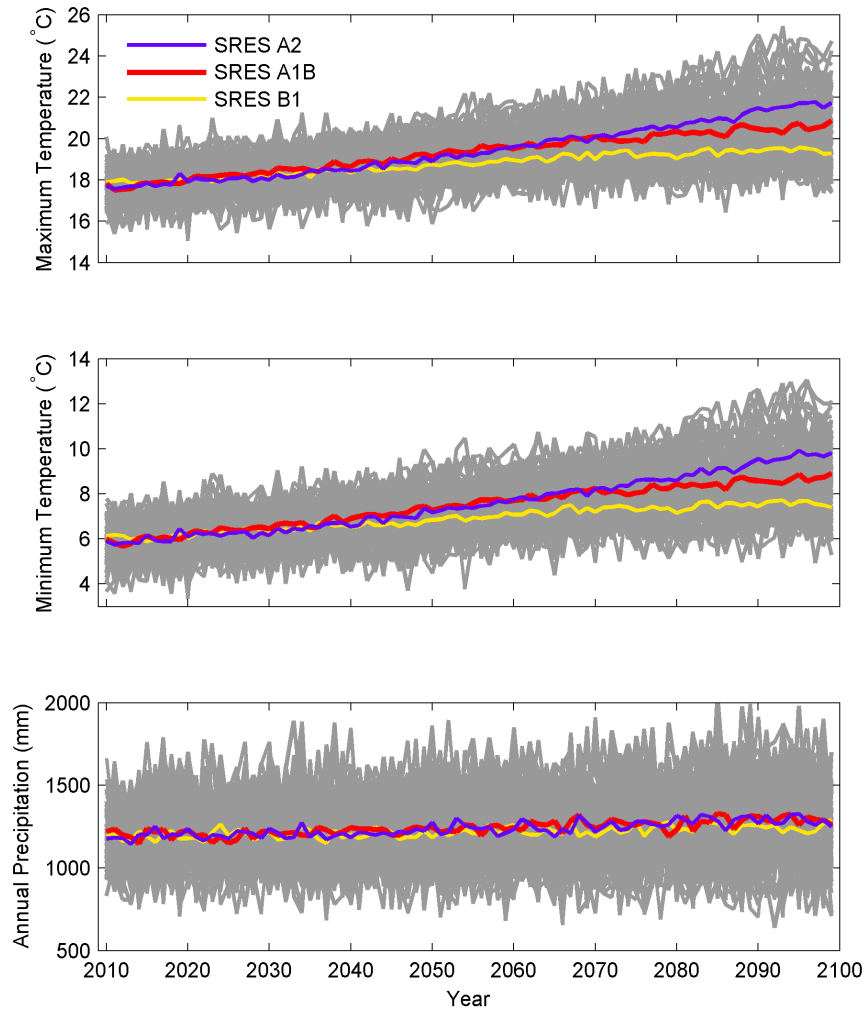 Maximum Temperature (°C)
26
24
22
20
18
16
14
SRES A2
SRES A1B
SRES B1
Minimum Temperature (°C)
14
12
10
8
6
4
Annual Precipitation (mm)
2000
1500
1000
500
2010 2020 2030 2040 2050 2060 2070 2080 2090 2100
Year